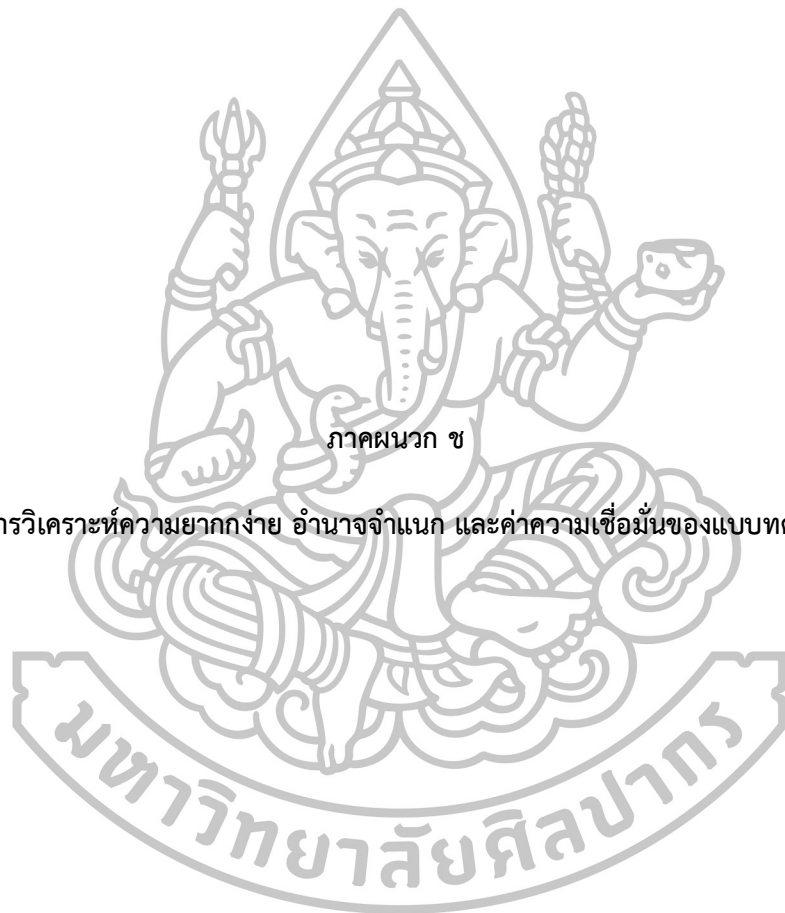 ภาคผนวก ช
ารวิเคราะห์ความยากกง่าย อำนาจจำแนก และค่าความเชื่อมั่นของแบบท
มหาวิทยาลัยศิลปากร